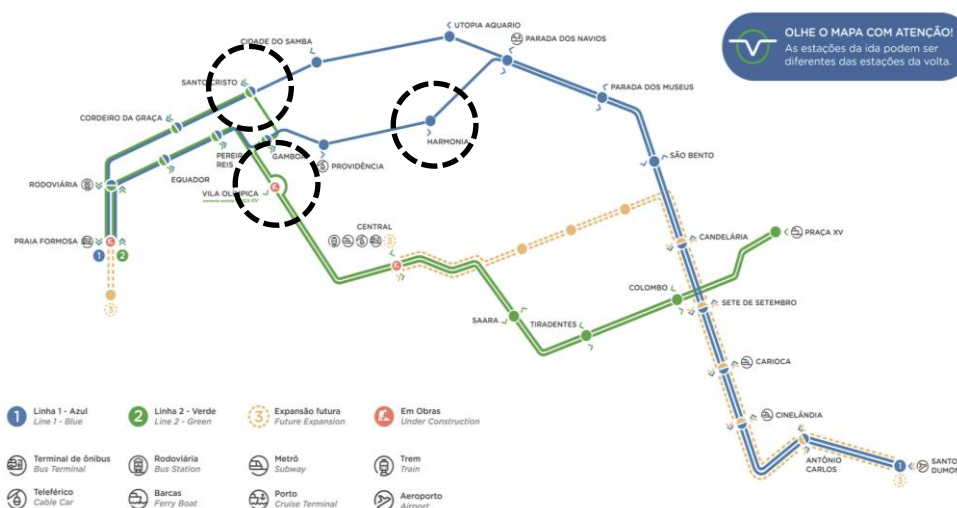 OLHE O MAPA COM ATENÇÃO!
As estações da ida podem ser
diferentes das estações da volta.
UTOPIA AQUARIO
PARADA DOS NAVIOS
CIDADE DO SAMBA
SANTO CRISTO
PARADA DOS MUSEUS
CORDEIRO DA GRAÇA
HARMONIA
PEREIRA
REIS
GAMBOA
PROVIDÊNCIA
SÃO BENTO
EQUADOR
RODOVIÁRIA
VILA OLÍMPICA
CENTRAL
3
PRAÇA XV
PRAIA FORMOSA
CANDELÁRIA
1
2
COLOMBO
SETE DE SETEMBRO
3
SAARA
TIRADENTES
CARIOCA
CINELÂNDIA
ANTÔNIO
CARLOS
1
SANTO
DUMON
3
1 Linha 1 - Azul
Line 1 - Blue
2 Linha 2 - Verde
Line 2 - Green
3 Expansão futura
Future Expansion
Em Obras
Under Construction
Terminal de ônibus
Bus Terminal
Rodoviária
Bus Station
Metrô
Subway
Trem
Train
Teleférico
Cable Car
Barcas
Ferry Boat
Porto
Cruise Terminal
Aeroporto
Airport